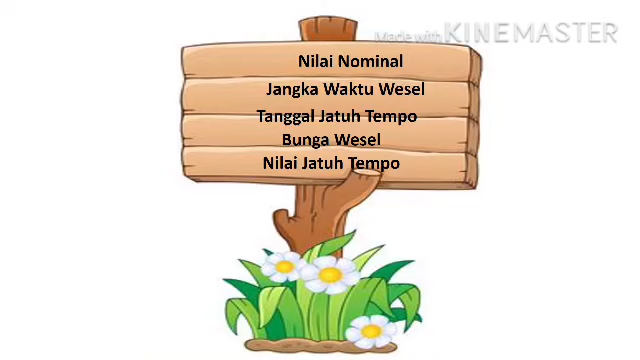 Made with KINEMASTER
Nilai Nominal
Jangka Waktu Wesel
Tanggal Jatuh Tempo
Bunga Wesel
Nilai Jatuh Tempo